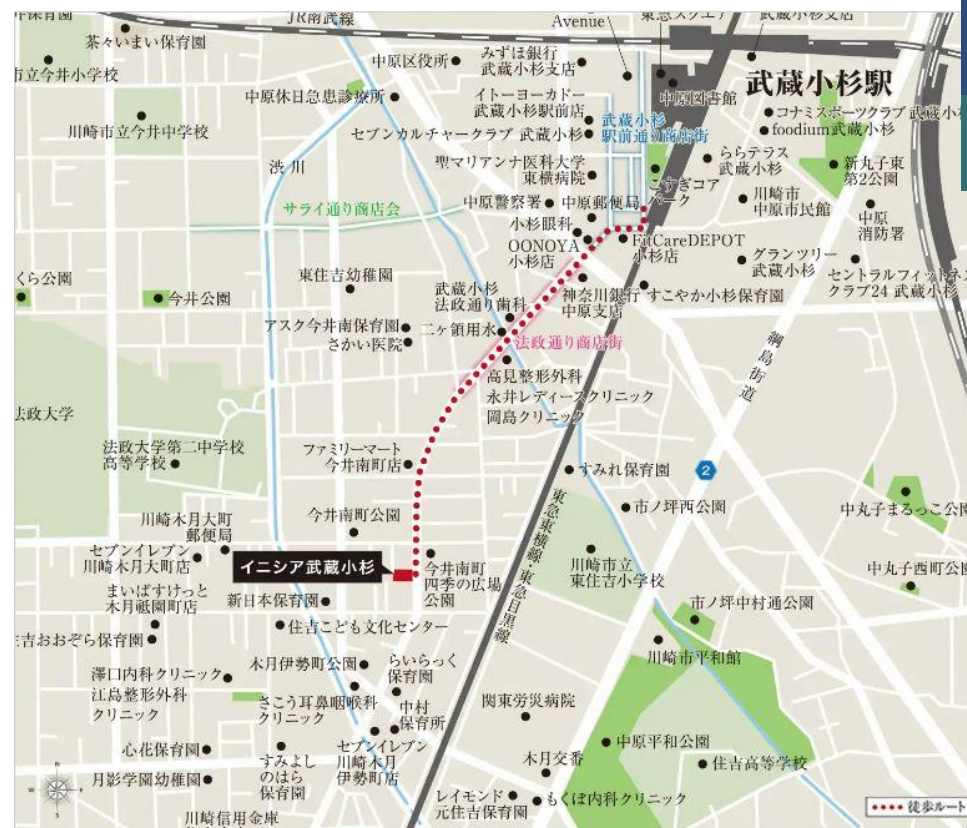 JR南武線
Avenue
茶々いまい保育園
市立今井小学校
中原区役所
みずほ銀行
武蔵小杉支店
武蔵小杉駅
中原図書館
中原休日急患診療所
イトーヨーカドー
武蔵小杉駅前店
武蔵小杉
駅前通り商店街
コナミスポーツクラブ 武蔵小
foodium武蔵小杉
川崎市立今井中学校
セブンカルチャークラブ 武蔵小杉
渋川
聖マリアンナ医科大学
東横病院
ららテラス
武蔵小杉
新丸子東
第2公園
こすぎコア
パーク
川崎市
中原市民館
中原
消防署
サライ通り商店会
中原警察署
中原郵便局
小杉眼科
OONOYA
小杉店
FitCareDEPOT
小杉店
グランツリー
武蔵小杉
セントラルフィットネ
クラブ24 武蔵小杉
くら公園
今井公園
東住吉幼稚園
武蔵小杉
法政通り歯科
神奈川銀行
中原支店
すこやか小杉保育園
アスク今井南保育園
さかい医院
二ヶ領用水
法政通り商店街
綱島街道
高見整形外科
永井レディースクリニック
岡島クリニック
法政大学
法政大学第二中学校
高等学校
ファミリーマート
今井南町店
すみれ保育園
2
市ノ坪西公園
中丸子まるっこ公
川崎木月大町
郵便局
今井南町公園
東急東横線・東急目黒線
セブンイレブン
川崎木月大町店
イニシア武蔵小杉
今井南町
四季の広場
公園
川崎市立
東住吉小学校
中丸子西町公園
まいばすけっと
木月祗園町店
新日本保育園
市ノ坪中村通公園
吉おおぞら保育園
住吉こども文化センター
川崎市平和館
澤口内科クリニック
江島整形外科
クリニック
木月伊勢町公園
らいらっく
保育園
さこう耳鼻咽喉科
クリニック
中村
保育所
関東労災病院
心花保育園
すみよし
のはら
保育園
セブンイレブン
川崎木月
伊勢町店
中原平和公園
木月交番
住吉高等学校
月影学園幼稚園
レイモンド
元住吉保育園
もくぼ内科クリニック
川崎信用金庫
徒歩ルート